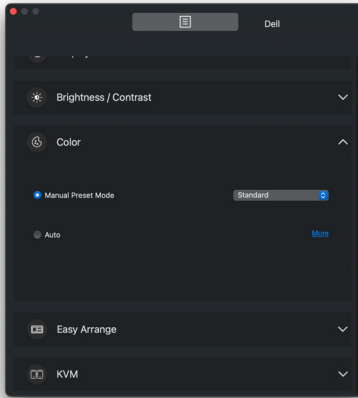 Dell
Brightness / Contrast
Color
Manual Preset Mode
Standard
Auto
More
Easy Arrange
KVM